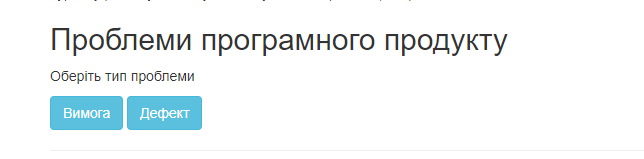 Проблеми програмного продукту
Оберіть тип проблеми
Вимога Дефект